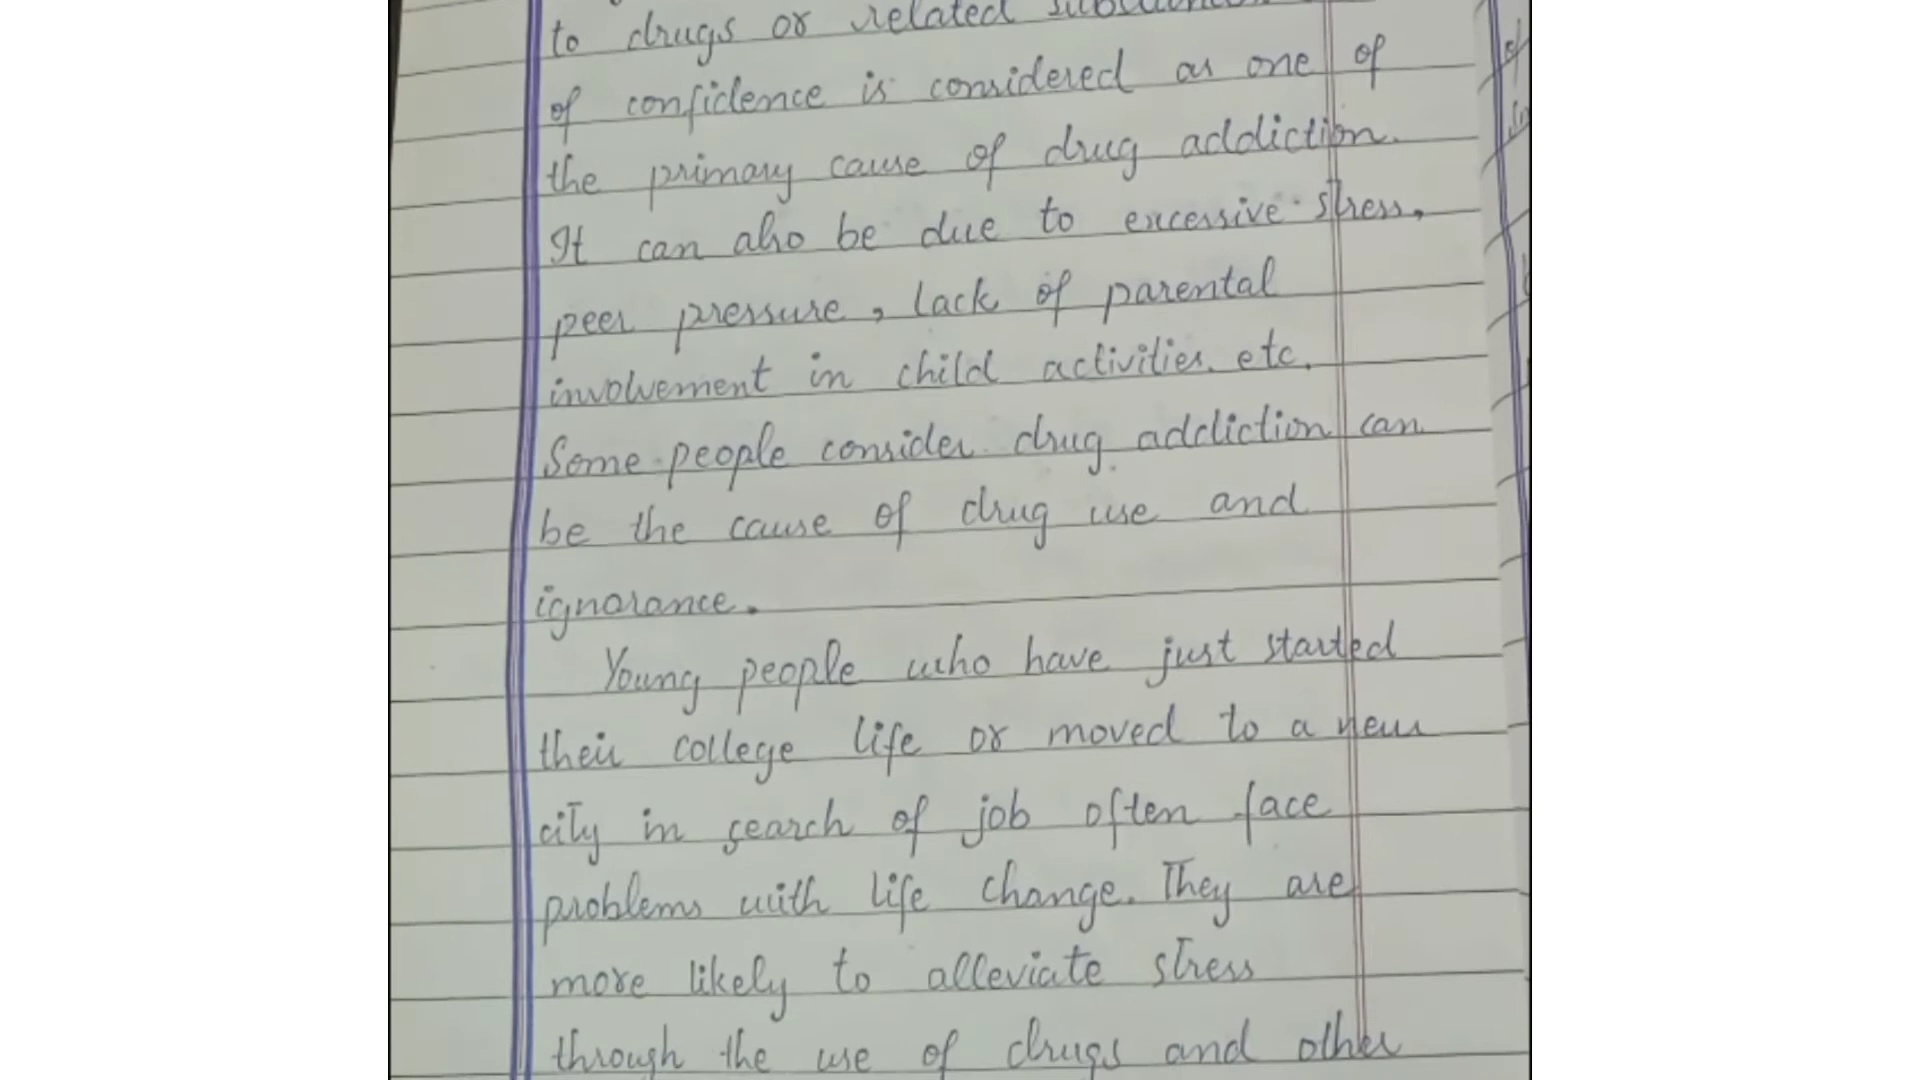 to drugs or related
of confidence is considered as one of
the primary cause of drug addiction.
It can also be due to excessive stress,
peer pressure, lack of parental
involvement in child activities etc.
Some people consider drug addiction can
be the cause of drug use and
ignorance.
Young people who have just started
their college life or moved to a new
city in search of job often face
problems with life change. They are
more likely to alleviate stress
through the use of drugs and other